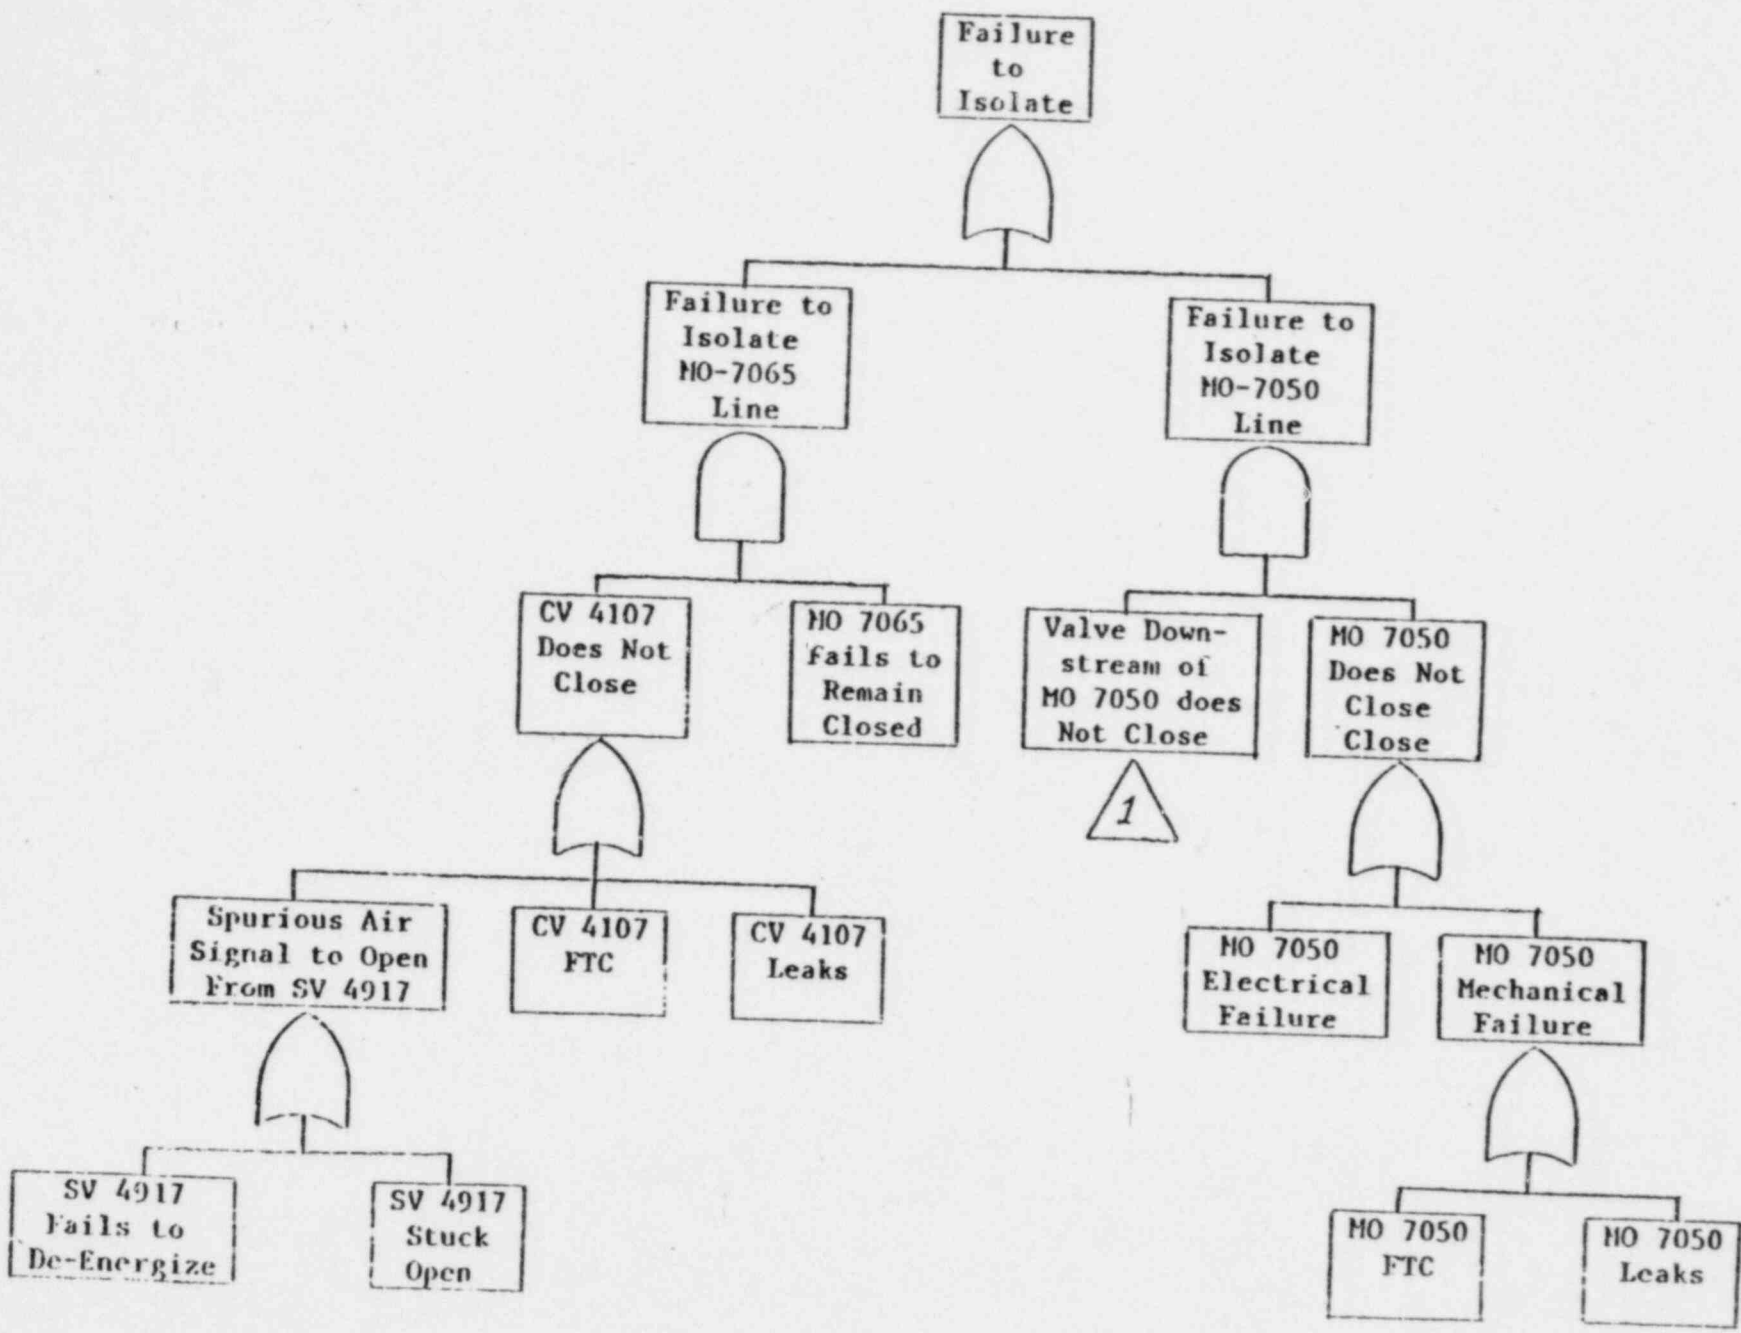 Failure
to
Isolate
Failure to
Isolate
MO-7065
Line
Failure to
Isolate
MO-7050
Line
CV 4107
Does Not
Close
MO 7065
Fails to
Remain
Closed
Valve Down-
stream of
MO 7050 does
Not Close
1
MO 7050
Does Not
Close
Close
Spurious Air
Signal to Open
From SV 4917
CV 4107
FTC
CV 4107
Leaks
MO 7050
Electrical
Failure
MO 7050
Mechanical
Failure
SV 4917
Fails to
De-Energize
SV 4917
Stuck
Open
MO 7050
FTC
MO 7050
Leaks